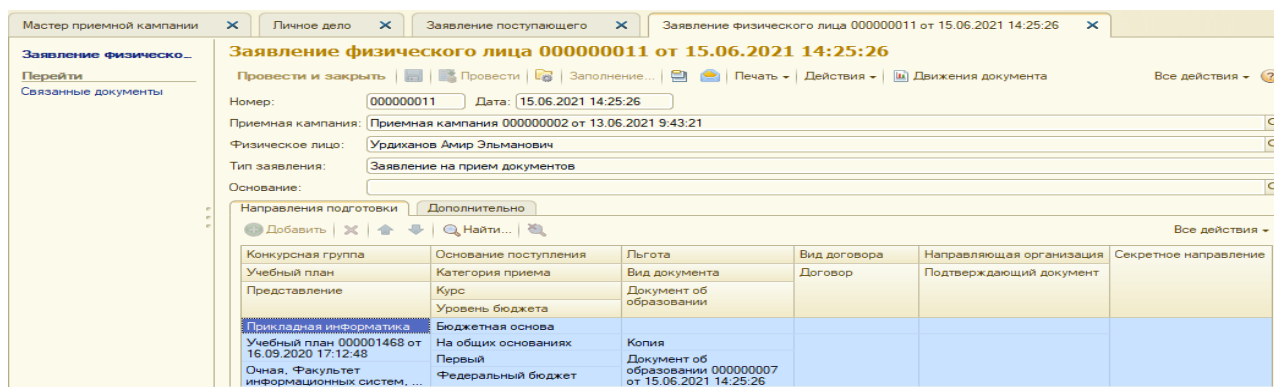 Мастер приемной кампании Личное дело Заявление поступающего Заявление физического лица 000000011 от 15.06.2021 14:25:26
Заявление физическо...
Перейти
Связанные документы
Заявление физического лица 000000011 от 15.06.2021 14:25:26
Провести и закрыть Провести Заполнение... Печать Действия Движения документа Все действия
Номер: 000000011 Дата: 15.06.2021 14:25:26
Приемная кампания: Приемная кампания 000000002 от 13.06.2021 9:43:21
Физическое лицо: Урдиханов Амир Эльманович
Тип заявления: Заявление на прием документов
Основание:
Направления подготовки Дополнительно
Добавить Найти... Все действия
Конкурсная группа Основание поступления Льгота Вид договора Направляющая организация Секретное направление
Учебный план Категория приема Вид документа Договор Подтверждающий документ
Представление Курс Документ об
образовании
Уровень бюджета
Прикладная информатика Бюджетная основа
Учебный план 000001468 от На общих основаниях Копия
16.09.2020 17:12:48
Первый Документ об
Очная, Факультет образовании 000000007
информационных систем, ... Федеральный бюджет от 15.06.2021 14:25:26